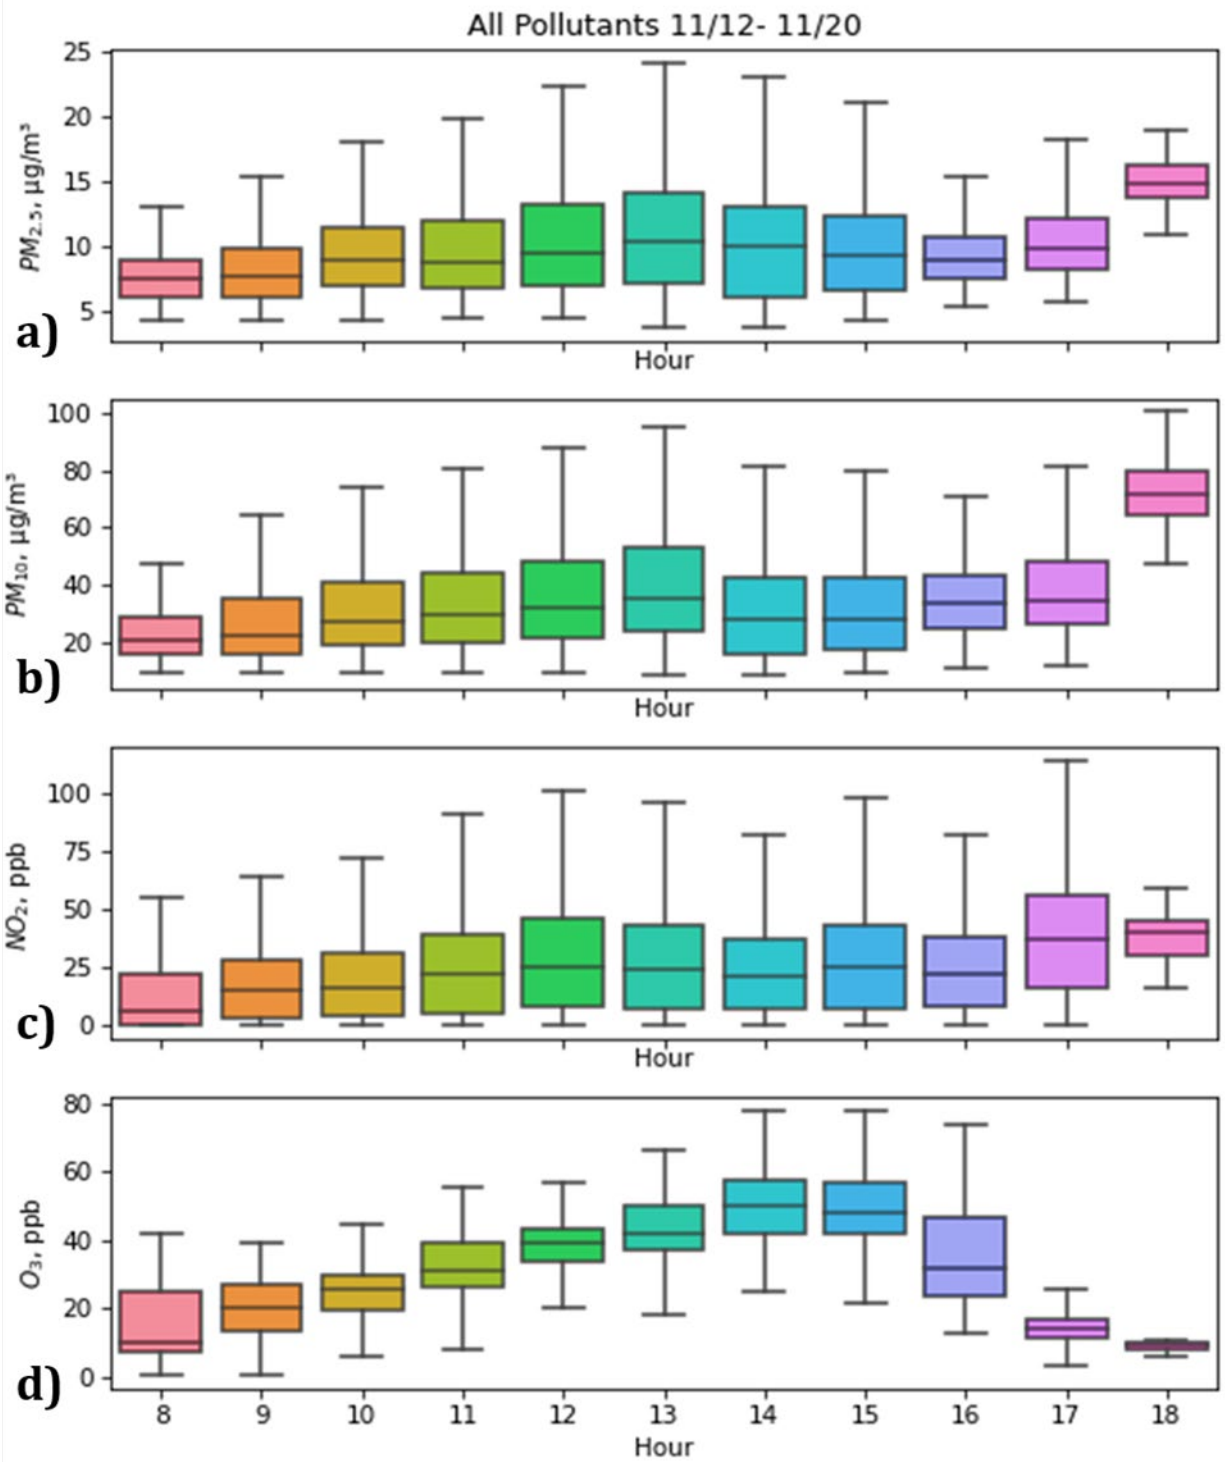 All Pollutants 11/12- 11/20
25
20
15
10
5
PM₂.₅, µg/m³
a)
Hour
100
80
60
40
20
PM₁₀, µg/m³
b)
Hour
100
75
50
25
0
NO₂, ppb
c)
Hour
80
60
40
20
0
O₃, ppb
d)
8 9 10 11 12 13 14 15 16 17 18
Hour